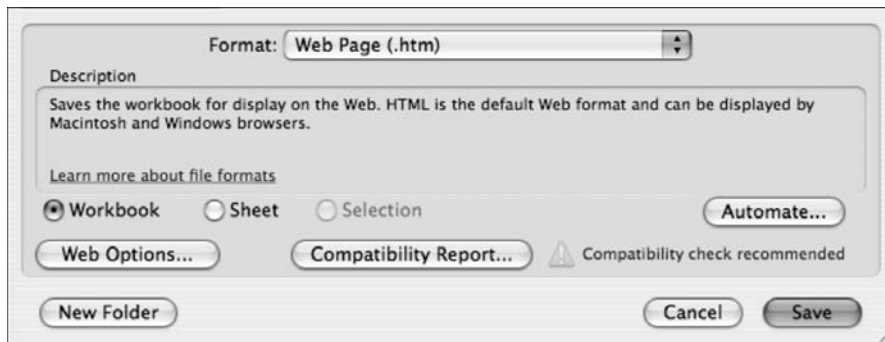 Format: Web Page (.htm)
Description
Saves the workbook for display on the Web. HTML is the default Web format and can be displayed by
Macintosh and Windows browsers.
Learn more about file formats
Workbook Sheet Selection Automate...
Web Options... Compatibility Report... Compatibility check recommended
New Folder Cancel Save